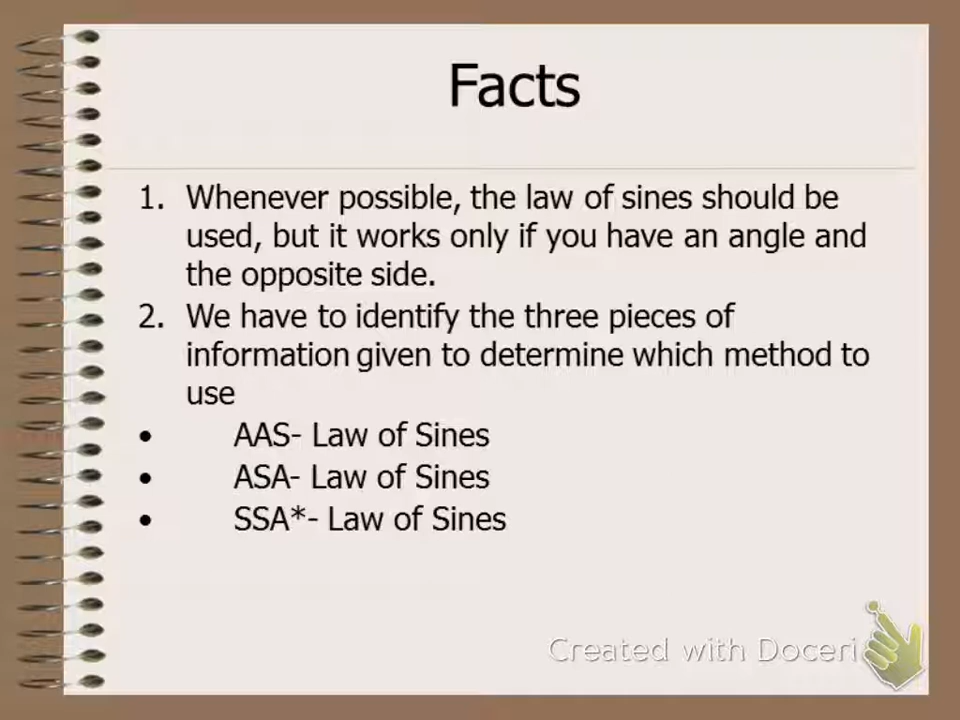 Facts
1. Whenever possible, the law of sines should be
used, but it works only if you have an angle and
the opposite side.
2. We have to identify the three pieces of
information given to determine which method to
use
• AAS- Law of Sines
• ASA- Law of Sines
• SSA*- Law of Sines
Created with Doceri